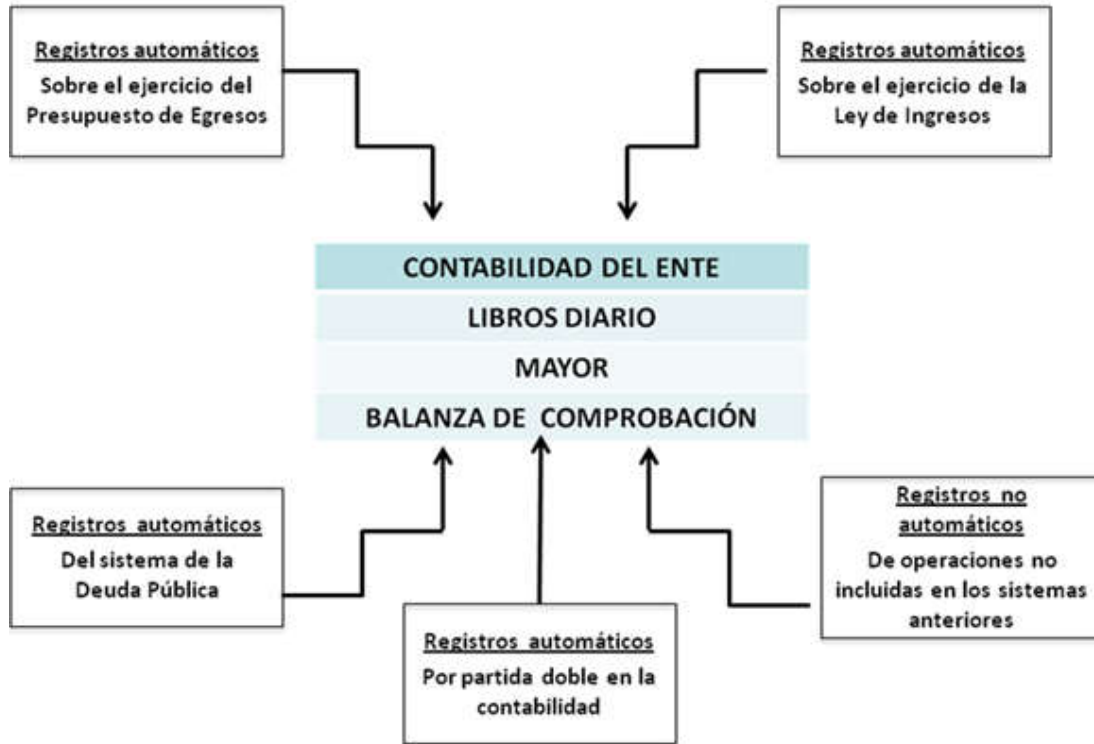 Registros automáticos
Sobre el ejercicio del
Presupuesto de Egresos
Registros automáticos
Sobre el ejercicio de la
Ley de Ingresos
CONTABILIDAD DEL ENTE
LIBROS DIARIO
MAYOR
BALANZA DE COMPROBACIÓN
Registros automáticos
Del sistema de la
Deuda Pública
Registros automáticos
Por partida doble en la
contabilidad
Registros no
automáticos
De operaciones no
incluidas en los sistemas
anteriores